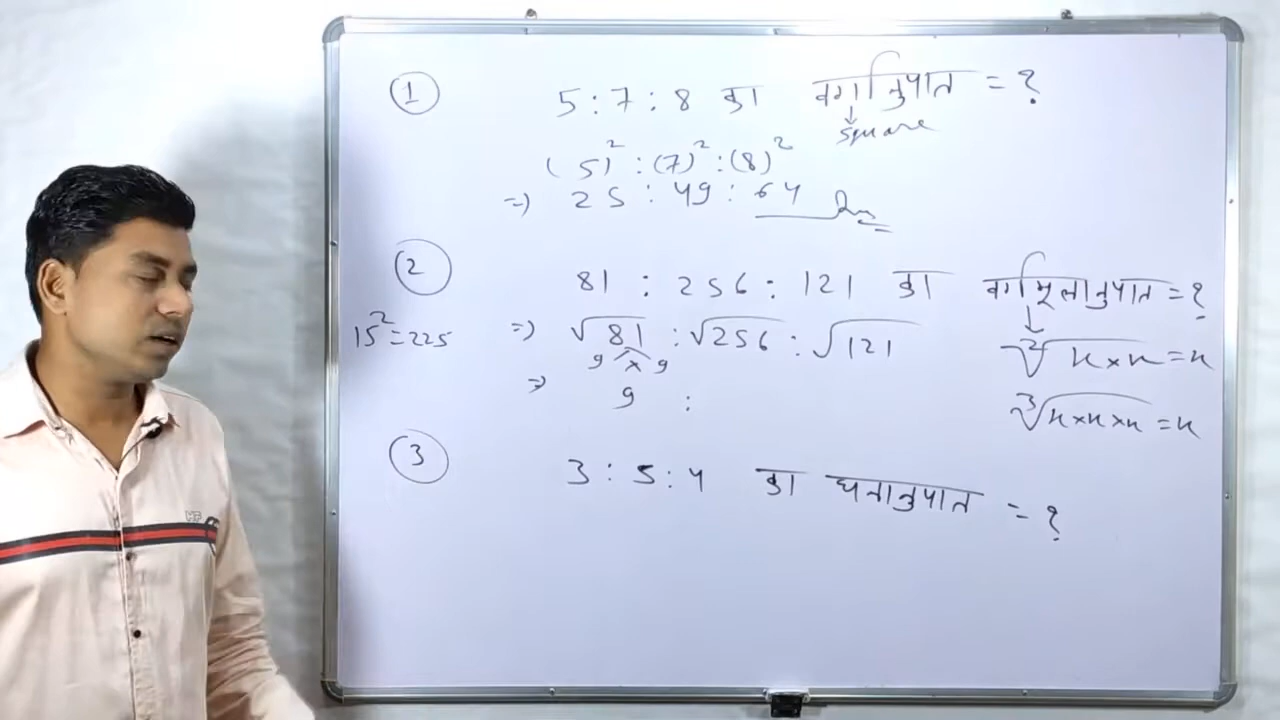 ① 5 : 7 : 8 का वर्गानुपात = ?
square
(5)² : (7)² : (8)²
=> 25 : 49 : 64 Ans
② 81 : 256 : 121 का वर्गमूलानुपात = ?
15² = 225 => √81 : √256 : √121 ²√x×x = x
9 × 9
=> 9 : ³√x×x×x = x
③ 3 : 5 : 4 का घनानुपात = ?